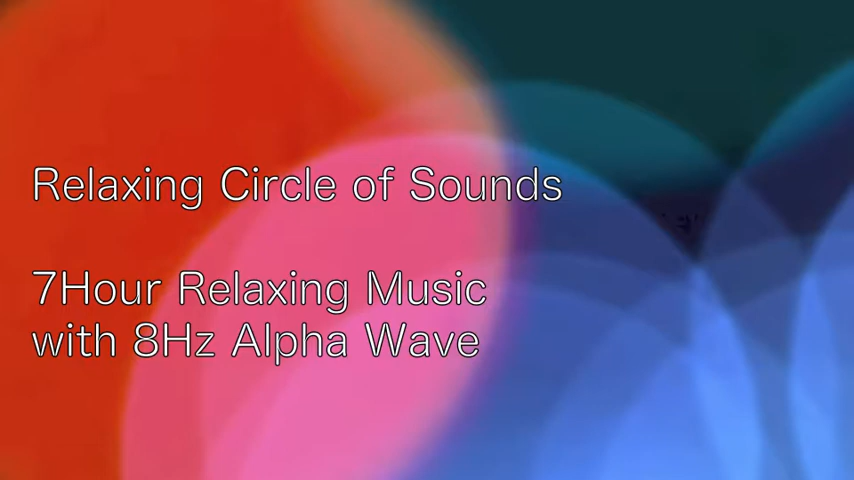 Relaxing Circle of Sounds
7Hour Relaxing Music
with 8Hz Alpha Wave